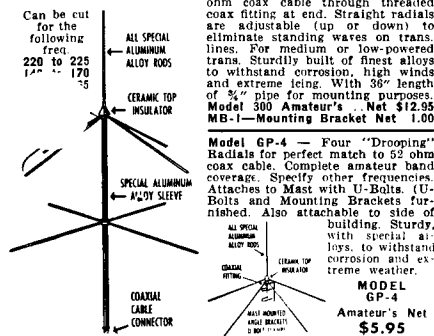 Can be cut
for the
following
freq.
220 to 225
170
ALL SPECIAL
ALUMINUM
ALLOY RODS
CERAMIC TOP
INSULATOR
SPECIAL ALUMINUM
ALLOY SLEEVE
COAXIAL
CABLE
CONNECTOR
ohm coax cable through threaded
coax fitting at end. Straight radials
are adjustable (up or down) to
eliminate standing waves on trans.
lines. For medium or low-powered
trans. Sturdily built of finest alloys
to withstand corrosion, high winds
and extreme icing. With 36" length
of ¾" pipe for mounting purposes.
Model 300 Amateur's .. Net $12.95
MB-1—Mounting Bracket Net 1.00
Model GP-4 — Four "Drooping"
Radials for perfect match to 52 ohm
coax cable. Complete amateur band
coverage. Specify other frequencies.
Attaches to Mast with U-Bolts. (U-
Bolts and Mounting Brackets fur-
nished. Also attachable to side of
building. Sturdy,
with special al-
loys, to withstand
corrosion and ex-
treme weather.
MODEL
GP-4
Amateur's Net
$5.95
ALL SPECIAL
ALUMINUM
ALLOY RODS
COAXIAL
FITTING
CERAMIC TOP
INSULATOR
MAST MOUNTED
ANGLE BRACKETS
U BOLT CLAMPS